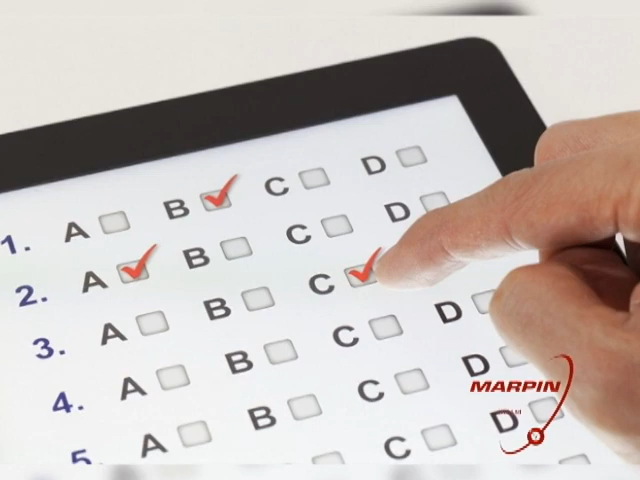 1. A B C D
2. A B C D
3. A B C D
4. A B C D
5. A B C D
MARPIN